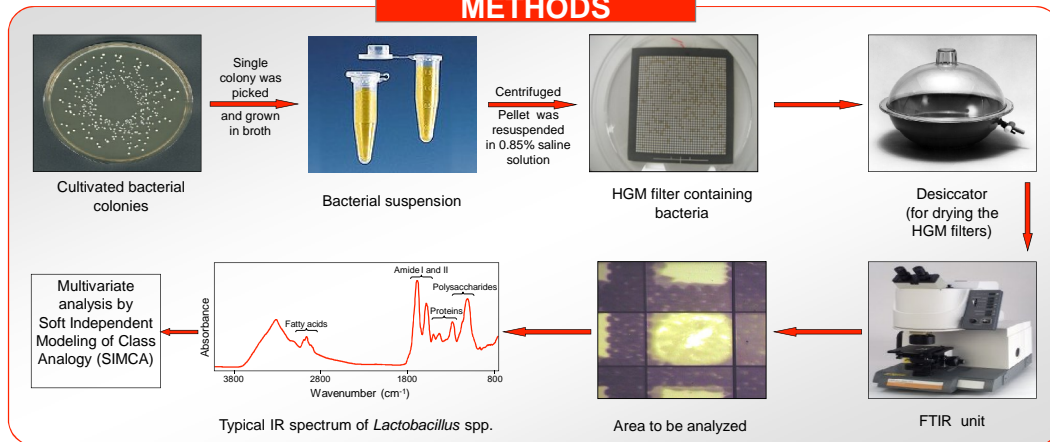 METHODS
Single
colony was
picked
and grown
in broth
Centrifuged
Pellet was
resuspended
in 0.85% saline
solution
Cultivated bacterial
colonies
Bacterial suspension
HGM filter containing
bacteria
Desiccator
(for drying the
HGM filters)
Multivariate
analysis by
Soft Independent
Modeling of Class
Analogy (SIMCA)
Absorbance
Amide I and II
Polysaccharides
Proteins
Fatty acids
3800
2800
1800
800
Wavenumber (cm-1)
Typical IR spectrum of Lactobacillus spp.
Area to be analyzed
FTIR unit